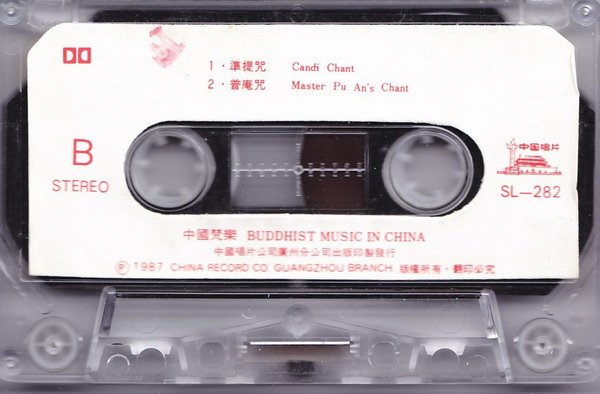 1·準提咒 Candi Chant
2·普庵咒 Master Pu An's Chant
B
STEREO
中国唱片
SL—282
中國梵樂 BUDDHIST MUSIC IN CHINA
中國唱片公司廣州分公司出版印製發行
Ⓟ1987 CHINA RECORD CO. GUANGZHOU BRANCH 版權所有·翻印必究